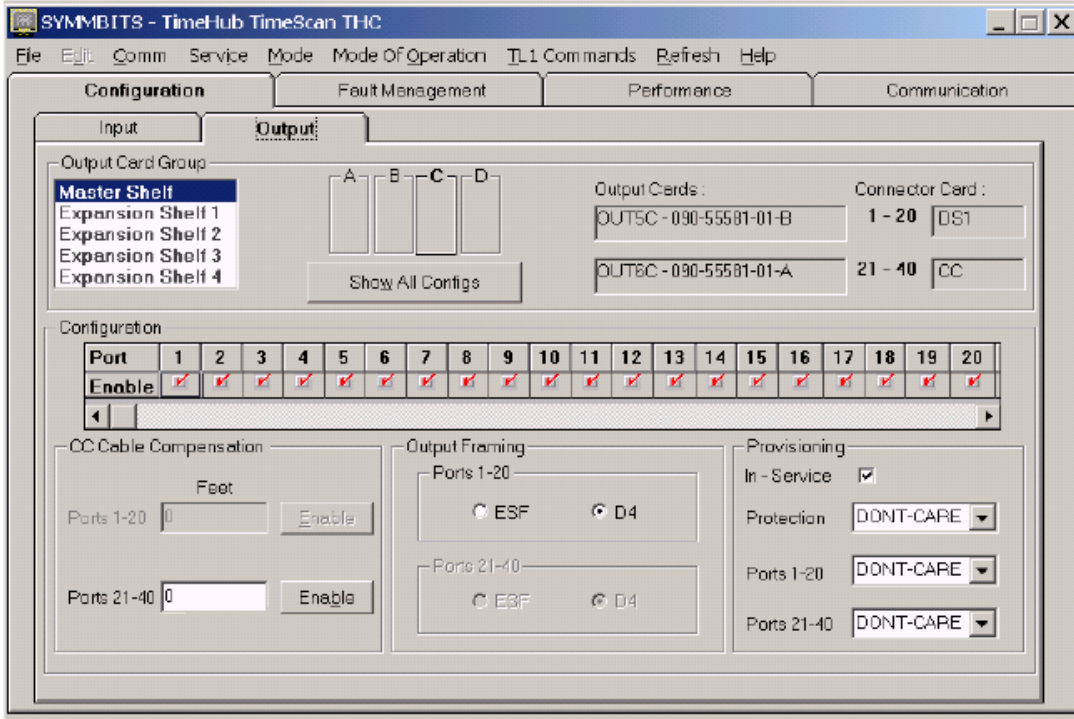 SYMMBITS - TimeHub TimeScan THC
File Edit Comm Service Mode Mode Of Operation TL1 Commands Refresh Help
Configuration Fault Management Performance Communication
Input Output
Output Card Group
Master Shelf
Expansion Shelf 1
Expansion Shelf 2
Expansion Shelf 3
Expansion Shelf 4
A B C D
Show All Configs
Output Cards :
OUT5C - 090-55581-01-B
OUT6C - 090-55581-01-A
Connector Card :
1 - 20 DS1
21 - 40 CC
Configuration
Port 1 2 3 4 5 6 7 8 9 10 11 12 13 14 15 16 17 18 19 20
Enable
CC Cable Compensation
Feet
Ports 1-20 0 Enable
Ports 21-40 0 Enable
Output Framing
Ports 1-20
ESF D4
Ports 21-40
ESF D4
Provisioning
In - Service
Protection DONT-CARE
Ports 1-20 DONT-CARE
Ports 21-40 DONT-CARE